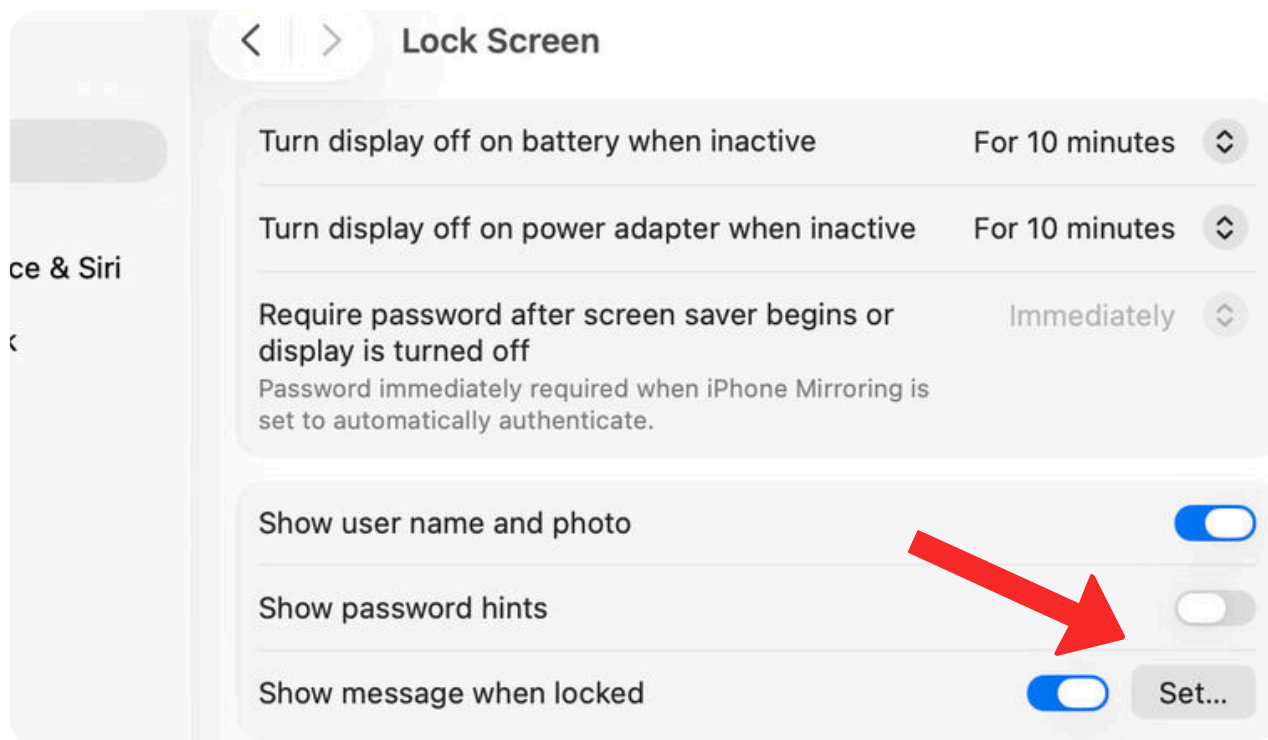 Lock Screen
Turn display off on battery when inactive For 10 minutes
Turn display off on power adapter when inactive For 10 minutes
ce & Siri
Require password after screen saver begins or Immediately
display is turned off
Password immediately required when iPhone Mirroring is
set to automatically authenticate.
Show user name and photo
Show password hints
Show message when locked Set...